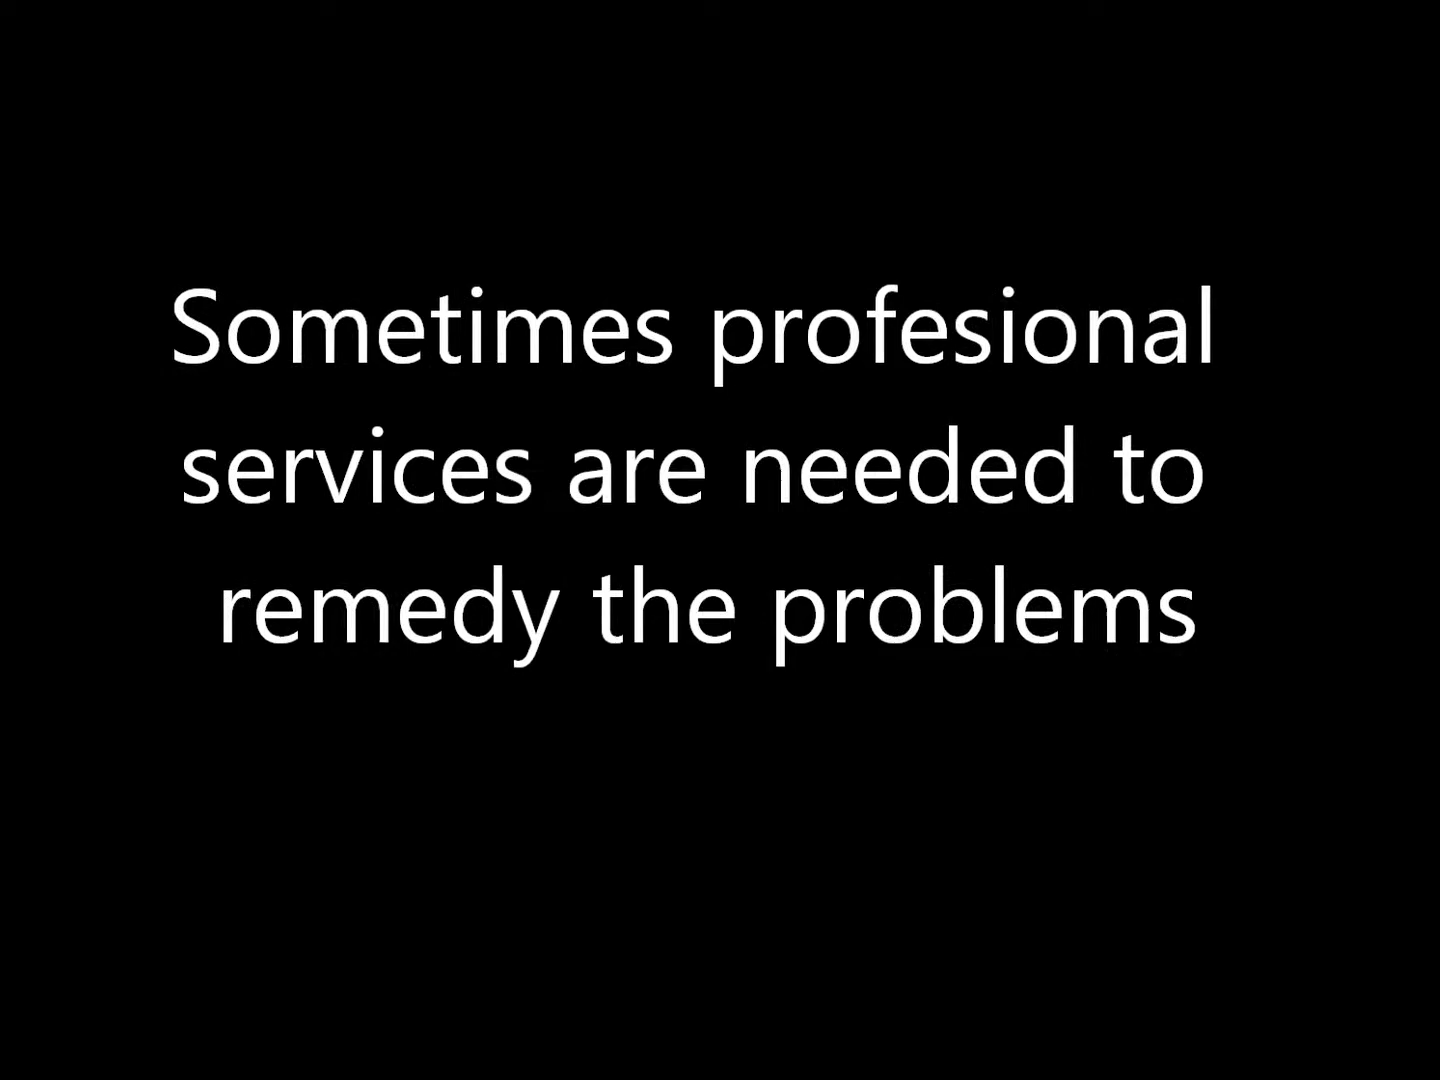 Sometimes profesional
services are needed to
remedy the problems